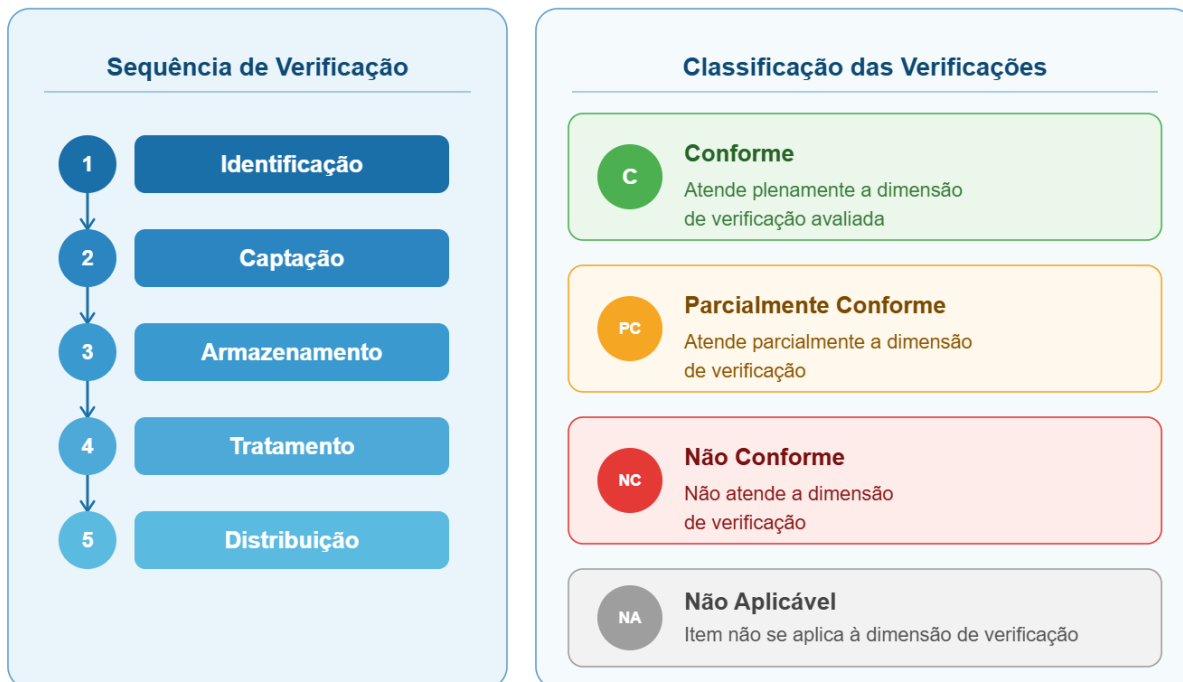 Sequência de Verificação
1
Identificação
2
Captação
3
Armazenamento
4
Tratamento
5
Distribuição
Classificação das Verificações
C
Conforme
Atende plenamente a dimensão
de verificação avaliada
PC
Parcialmente Conforme
Atende parcialmente a dimensão
de verificação
NC
Não Conforme
Não atende a dimensão
de verificação
NA
Não Aplicável
Item não se aplica à dimensão de verificação